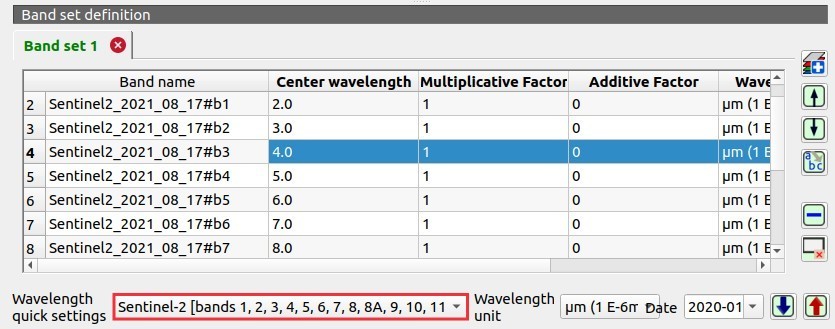 Band set definition
Band set 1
Band name Center wavelength Multiplicative Factor Additive Factor Wave
2 Sentinel2_2021_08_17#b1 2.0 1 0 µm (1 E
3 Sentinel2_2021_08_17#b2 3.0 1 0 µm (1 E
4 Sentinel2_2021_08_17#b3 4.0 1 0 µm (1 E
5 Sentinel2_2021_08_17#b4 5.0 1 0 µm (1 E
6 Sentinel2_2021_08_17#b5 6.0 1 0 µm (1 E
7 Sentinel2_2021_08_17#b6 7.0 1 0 µm (1 E
8 Sentinel2_2021_08_17#b7 8.0 1 0 µm (1 E
a
bc
Wavelength
quick settings
Sentinel-2 [bands 1, 2, 3, 4, 5, 6, 7, 8, 8A, 9, 10, 11
Wavelength
unit
µm (1 E-6m
Date
2020-01